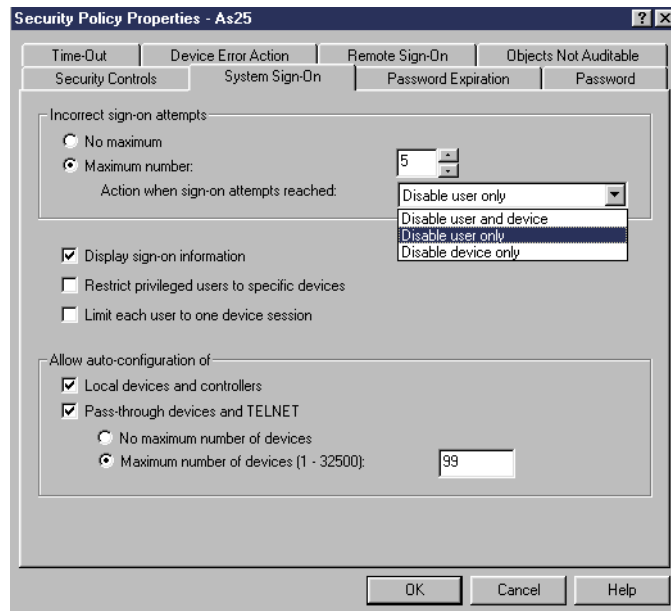 Security Policy Properties - As25
Time-Out Device Error Action Remote Sign-On Objects Not Auditable
Security Controls System Sign-On Password Expiration Password
Incorrect sign-on attempts
No maximum
Maximum number: 5
Action when sign-on attempts reached: Disable user only
Disable user and device
Disable user only
Disable device only
Display sign-on information
Restrict privileged users to specific devices
Limit each user to one device session
Allow auto-configuration of
Local devices and controllers
Pass-through devices and TELNET
No maximum number of devices
Maximum number of devices (1 - 32500): 99
OK Cancel Help